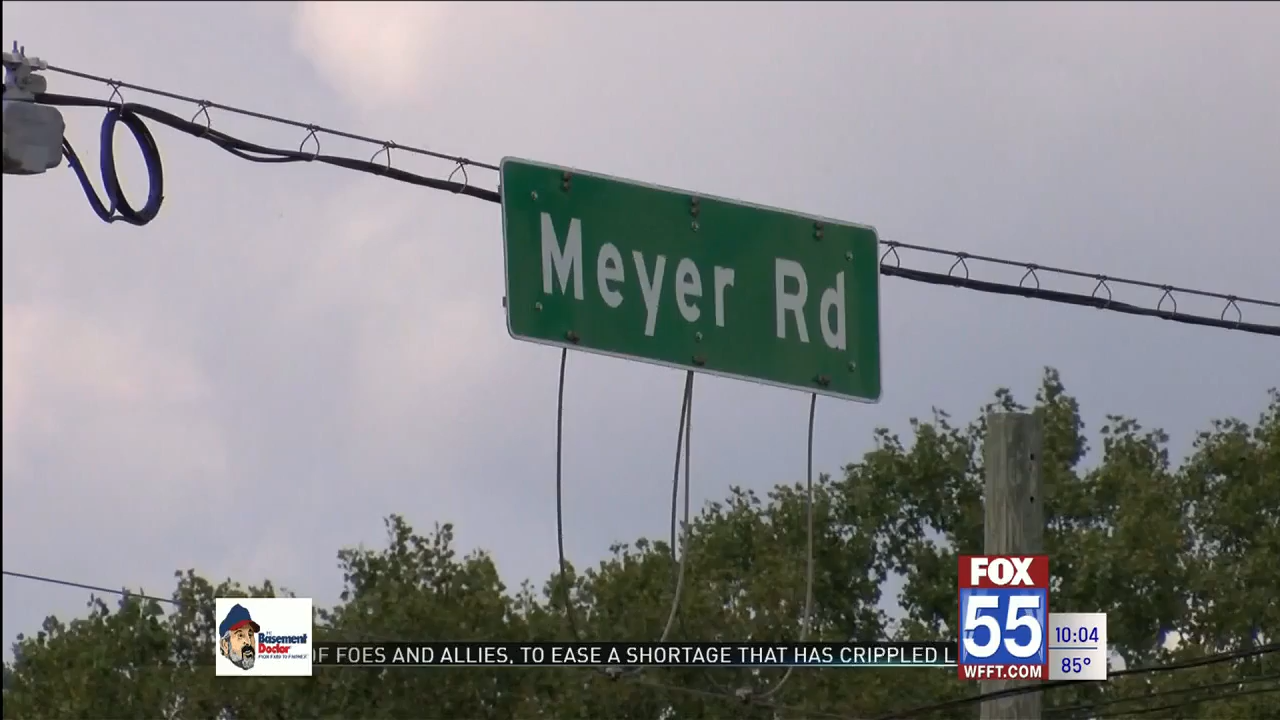 Meyer Rd
Basement
Doctor
OF FOES AND ALLIES, TO EASE A SHORTAGE THAT HAS CRIPPLED L
FOX
55
WFFT.COM
10:04
85°